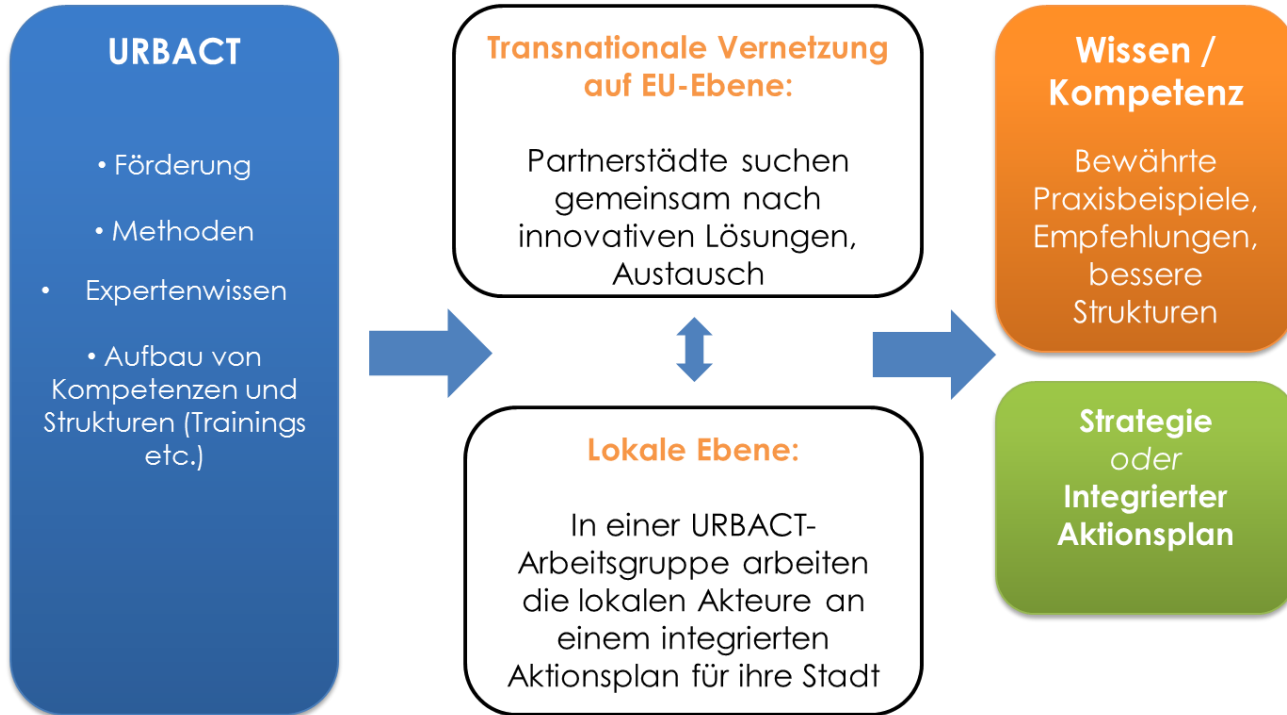 URBACT
• Förderung
• Methoden
• Expertenwissen
• Aufbau von
Kompetenzen und
Strukturen (Trainings
etc.)
Transnationale Vernetzung
auf EU-Ebene:
Partnerstädte suchen
gemeinsam nach
innovativen Lösungen,
Austausch
Lokale Ebene:
In einer URBACT-
Arbeitsgruppe arbeiten
die lokalen Akteure an
einem integrierten
Aktionsplan für ihre Stadt
Wissen /
Kompetenz
Bewährte
Praxisbeispiele,
Empfehlungen,
bessere
Strukturen
Strategie
oder
Integrierter
Aktionsplan